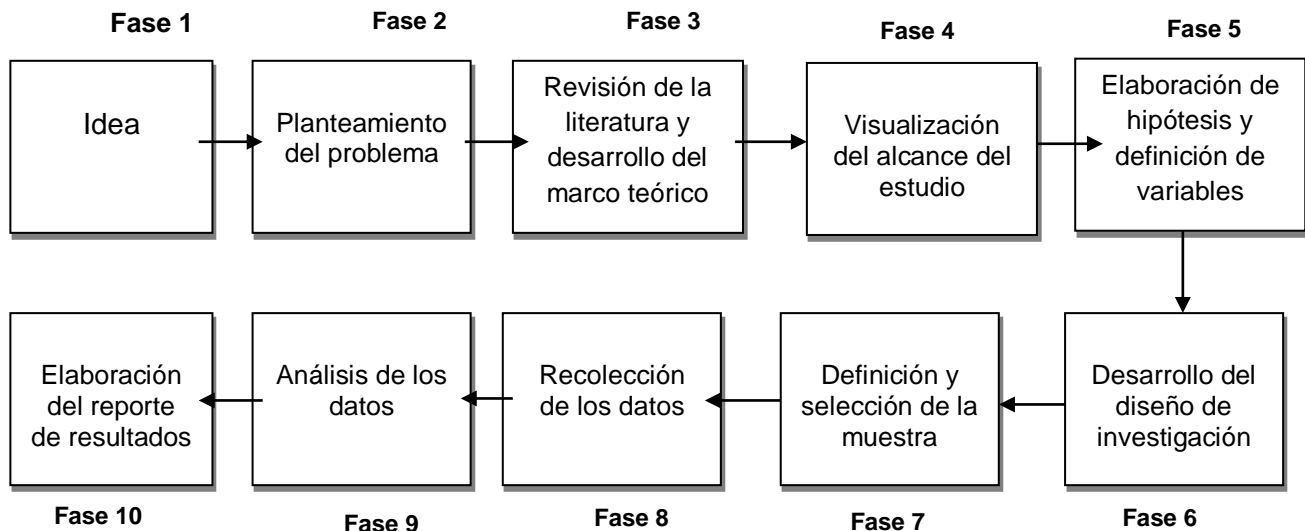 Fase 1
Fase 2
Fase 3
Fase 4
Fase 5
Idea
Planteamiento
del problema
Revisión de la
literatura y
desarrollo del
marco teórico
Visualización
del alcance del
estudio
Elaboración de
hipótesis y
definición de
variables
Elaboración
del reporte
de resultados
Análisis de los
datos
Recolección
de los datos
Definición y
selección de la
muestra
Desarrollo del
diseño de
investigación
Fase 10
Fase 9
Fase 8
Fase 7
Fase 6